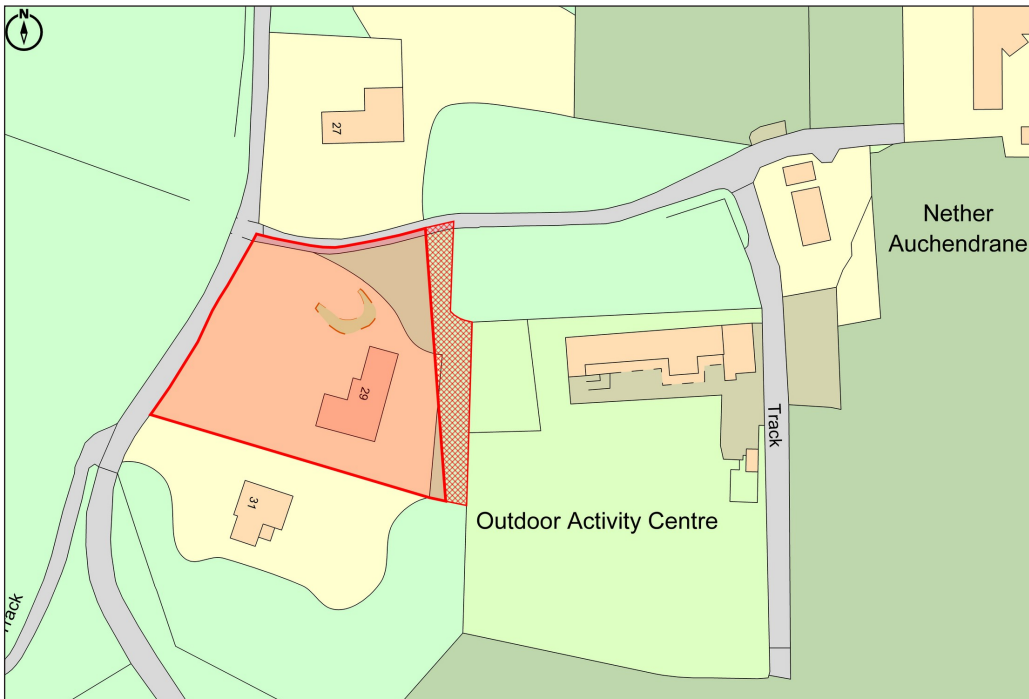 N
27
Nether
Auchendrane
29
Track
31
Outdoor Activity Centre
Track